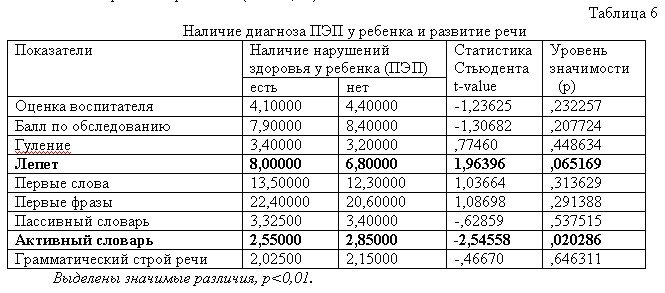 Таблица 6
Наличие диагноза ПЭП у ребенка и развитие речи
Показатели Наличие нарушений здоровья у ребенка (ПЭП) Статистика Стьюдента t-value Уровень значимости (р)
есть нет
Оценка воспитателя 4,10000 4,40000 -1,23625 ,232257
Балл по обследованию 7,90000 8,40000 -1,30682 ,207724
Гуление 3,40000 3,20000 ,77460 ,448634
Лепет 8,00000 6,80000 1,96396 ,065169
Первые слова 13,50000 12,30000 1,03664 ,313629
Первые фразы 22,40000 20,60000 1,08698 ,291388
Пассивный словарь 3,32500 3,40000 -,62859 ,537515
Активный словарь 2,55000 2,85000 -2,54558 ,020286
Грамматический строй речи 2,02500 2,15000 -,46670 ,646311
Выделены значимые различия, р<0,01.